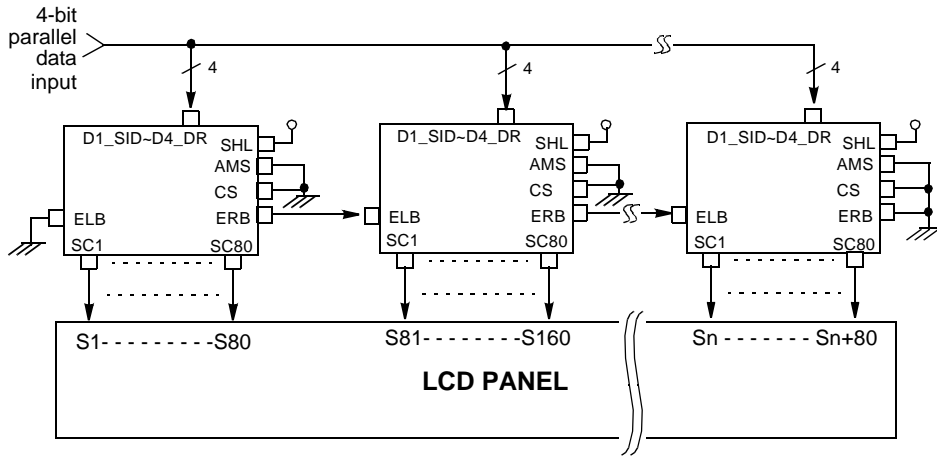 4-bit
parallel
data
input
4
4
4
D1_SID~D4_DR
SHL
AMS
CS
ELB
ERB
SC1
SC80
D1_SID~D4_DR
SHL
AMS
CS
ELB
ERB
SC1
SC80
D1_SID~D4_DR
SHL
AMS
CS
ELB
ERB
SC1
SC80
S1- - - - - - - - -S80
S81- - - - - - - -S160
Sn - - - - - - - Sn+80
LCD PANEL